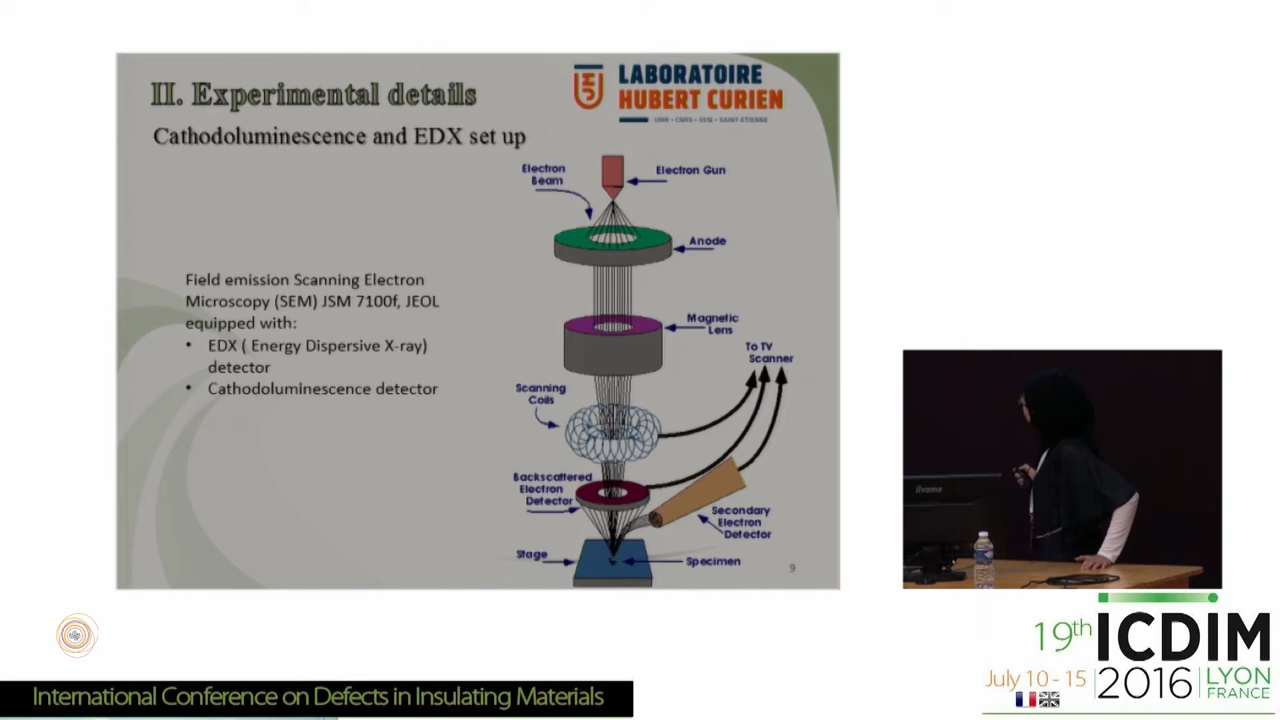 II. Experimental details
LABORATOIRE
HUBERT CURIEN
UMR • CNRS • 5516 • SAINT-ETIENNE
Cathodoluminescence and EDX set up
Electron
Beam
Electron Gun
Anode
Field emission Scanning Electron
Microscopy (SEM) JSM 7100f, JEOL
equipped with:
• EDX ( Energy Dispersive X-ray)
detector
• Cathodoluminescence detector
Magnetic
Lens
To TV
Scanner
Scanning
Coils
Backscattered
Electron
Detector
Secondary
Electron
Detector
Stage
Specimen
9
iiyama
19th ICDIM
July 10 - 15 2016 LYON
FRANCE
International Conference on Defects in Insulating Materials